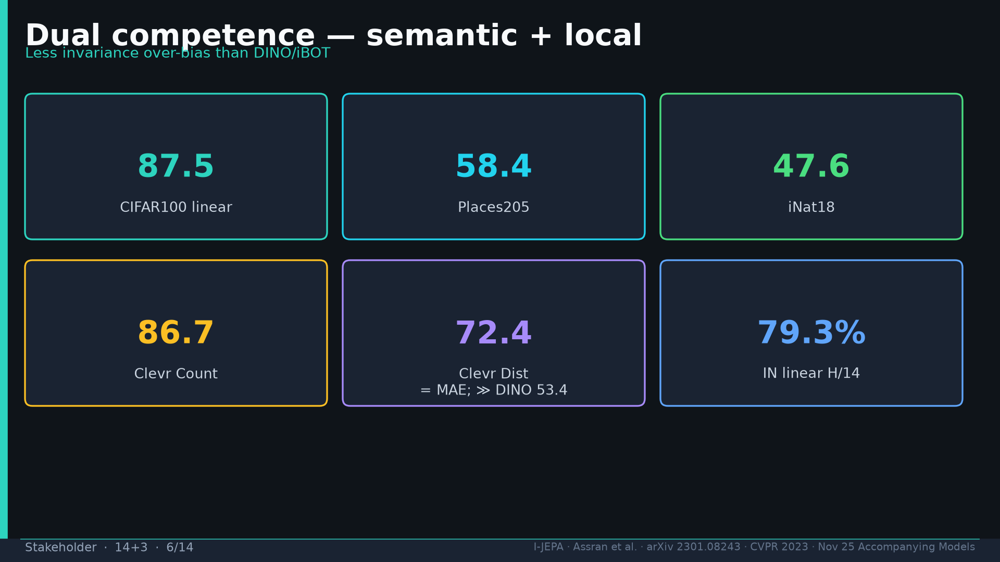 Dual competence — semantic + local
Less invariance over-bias than DINO/iBOT
87.5
CIFAR100 linear
58.4
Places205
47.6
iNat18
86.7
Clevr Count
72.4
Clevr Dist
= MAE; ≫ DINO 53.4
79.3%
IN linear H/14
Stakeholder · 14+3 · 6/14
I-JEPA · Assran et al. · arXiv 2301.08243 · CVPR 2023 · Nov 25 Accompanying Models